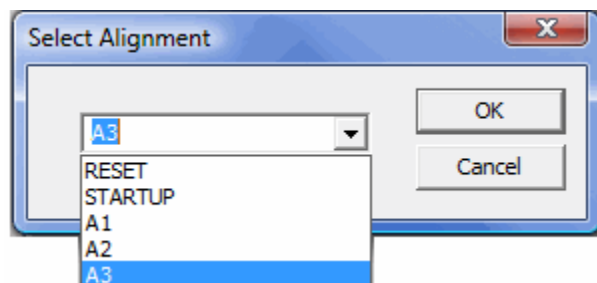 Select Alignment
A3
OK
Cancel
RESET
STARTUP
A1
A2
A3